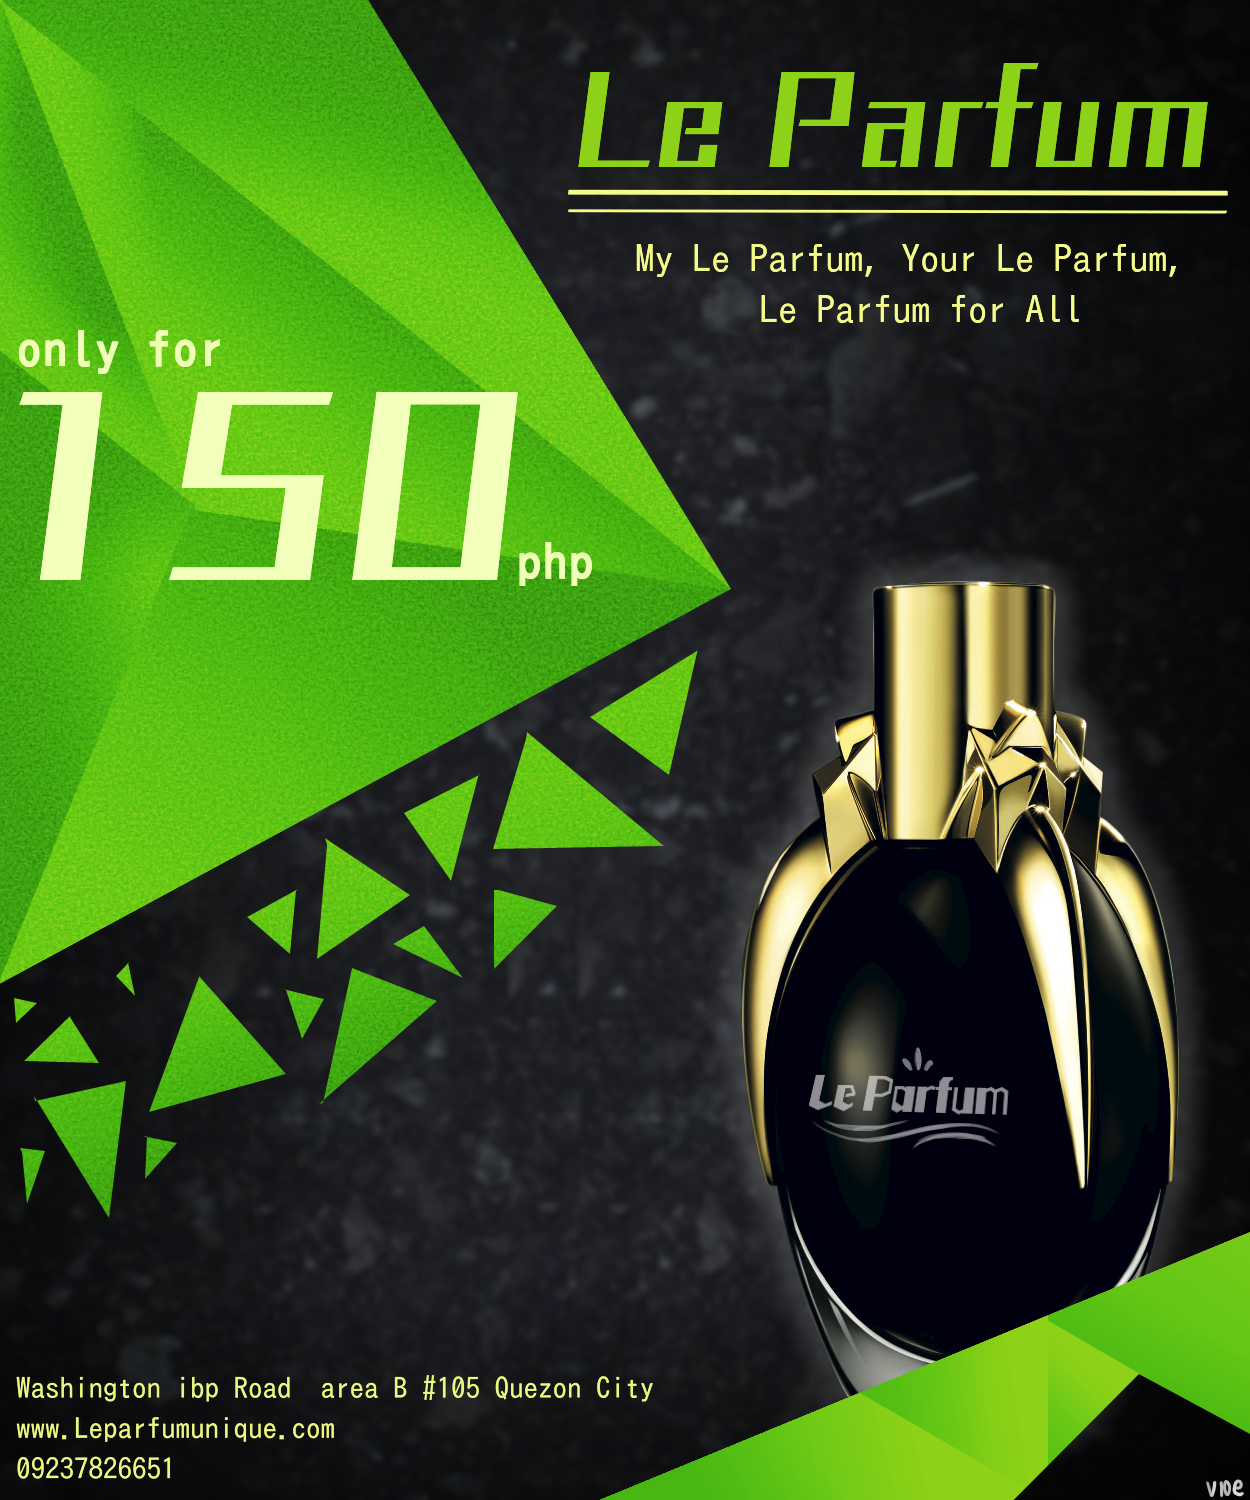 Le Parfum
My Le Parfum, Your Le Parfum,
Le Parfum for All
only for
150
php
Le Parfum
Washington ibp Road area B #105 Quezon City
www.Leparfumunique.com
09237826651